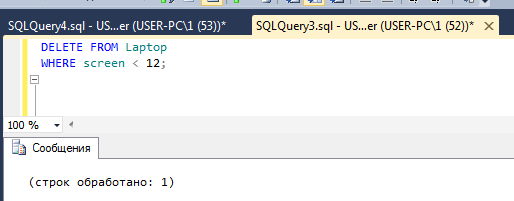 SQLQuery4.sql - US...er (USER-PC\1 (53))*
SQLQuery3.sql - US...er (USER-PC\1 (52))*
DELETE FROM Laptop
WHERE screen < 12;
100 %
Сообщения
(строк обработано: 1)